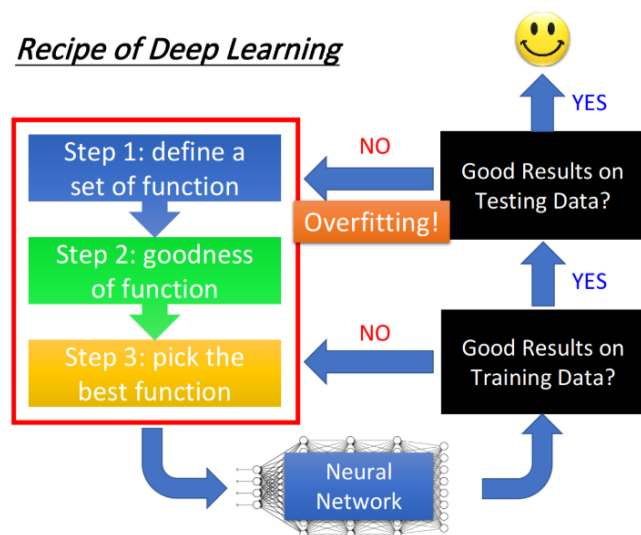 Recipe of Deep Learning
YES
Step 1: define a
set of function
NO
Good Results on
Testing Data?
Overfitting!
Step 2: goodness
of function
YES
Step 3: pick the
best function
NO
Good Results on
Training Data?
Neural
Network